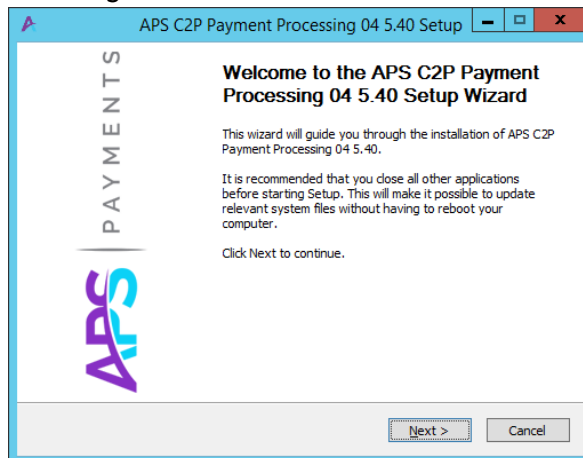 APS C2P Payment Processing 04 5.40 Setup
APS | PAYMENTS
Welcome to the APS C2P Payment
Processing 04 5.40 Setup Wizard
This wizard will guide you through the installation of APS C2P
Payment Processing 04 5.40.
It is recommended that you close all other applications
before starting Setup. This will make it possible to update
relevant system files without having to reboot your
computer.
Click Next to continue.
Next >
Cancel